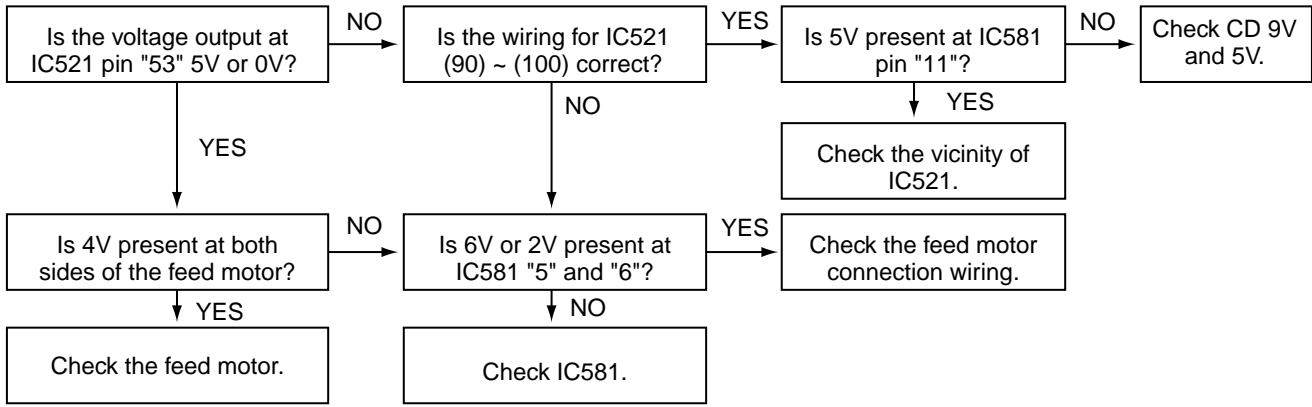 Is the voltage output at
IC521 pin "53" 5V or 0V?
NO
Is the wiring for IC521
(90) ~ (100) correct?
YES
Is 5V present at IC581
pin "11"?
NO
Check CD 9V
and 5V.
YES
NO
YES
Check the vicinity of
IC521.
Is 4V present at both
sides of the feed motor?
NO
Is 6V or 2V present at
IC581 "5" and "6"?
YES
Check the feed motor
connection wiring.
YES
NO
Check the feed motor.
Check IC581.